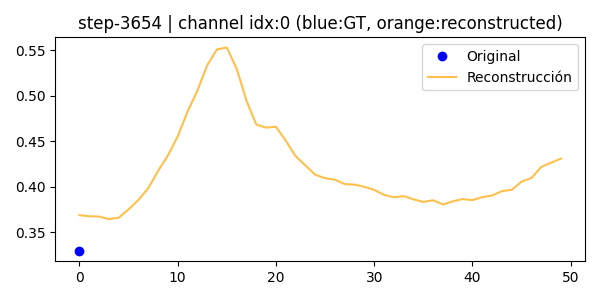 step-3654 | channel idx:0 (blue:GT, orange:reconstructed)
Original
Reconstrucción
0.55
0.50
0.45
0.40
0.35
0 10 20 30 40 50